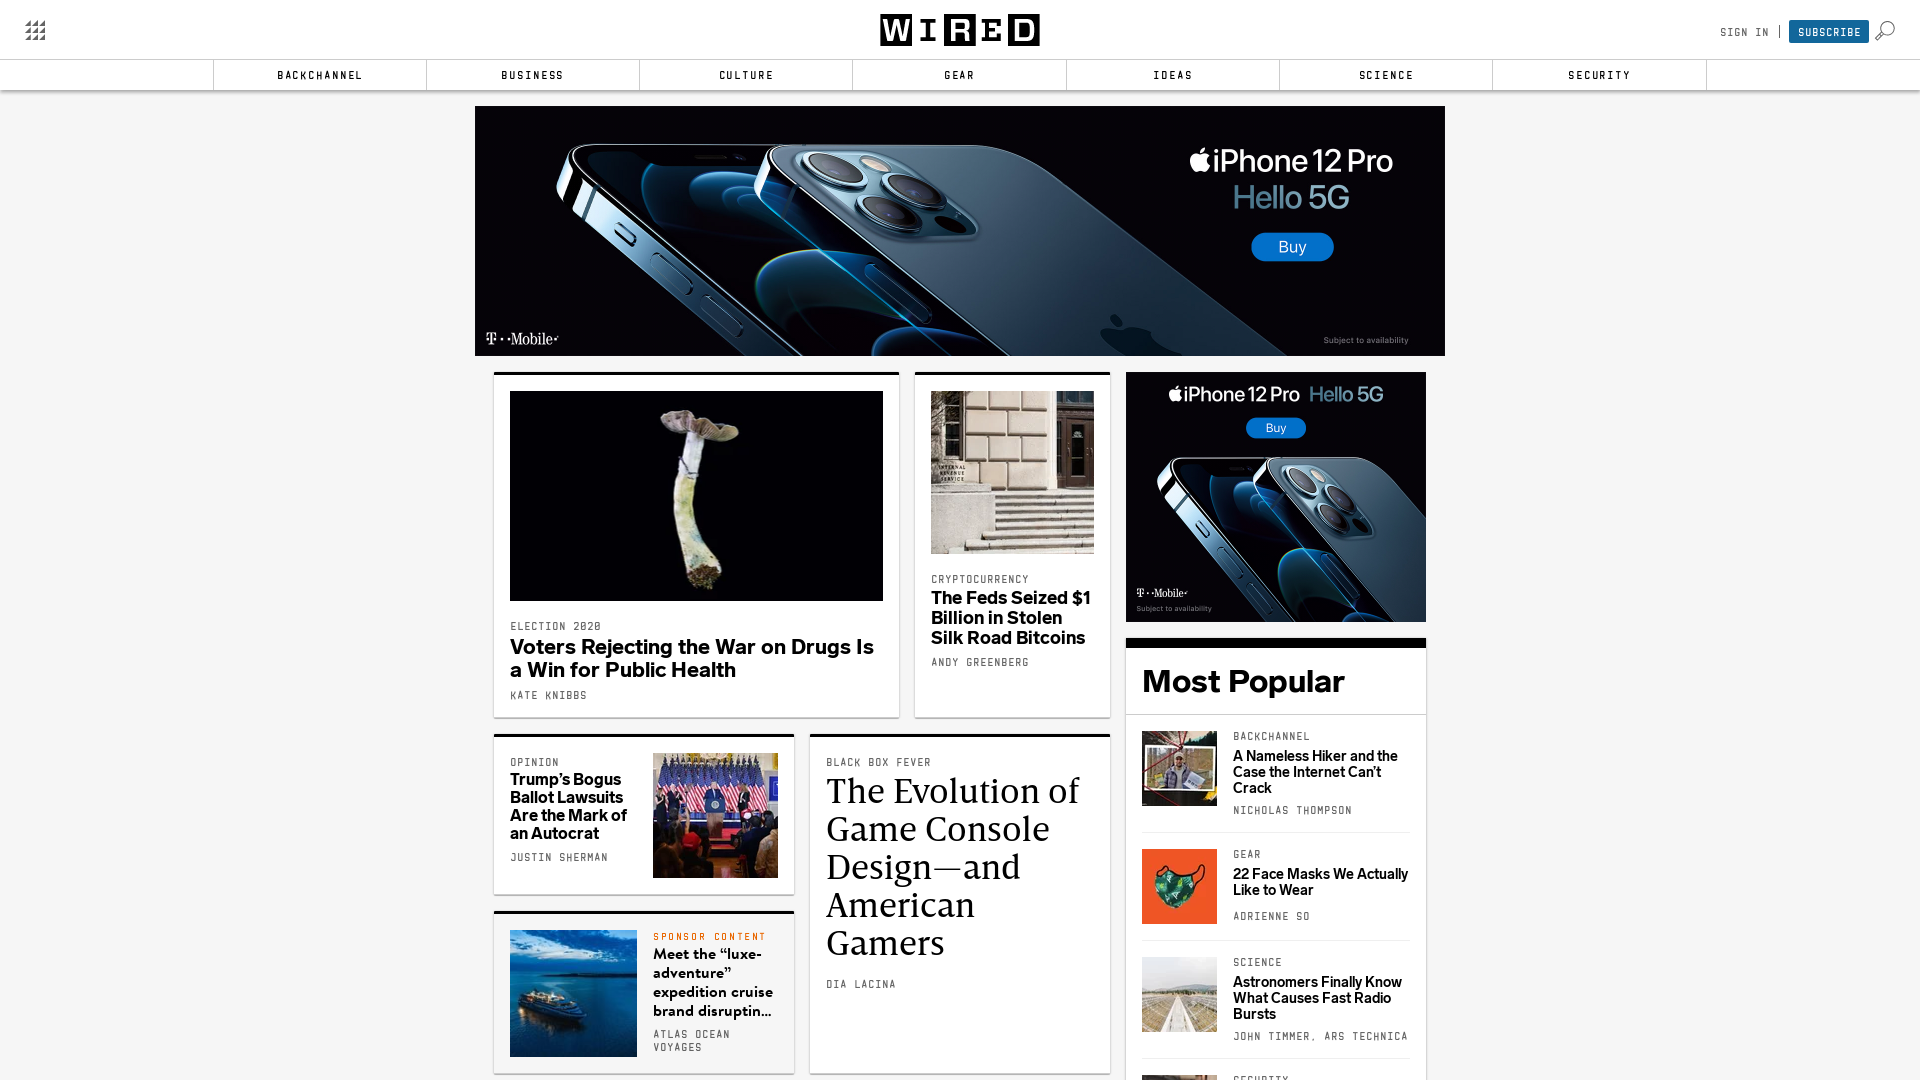 WIRED
SIGN IN
SUBSCRIBE
BACKCHANNEL
BUSINESS
CULTURE
GEAR
IDEAS
SCIENCE
SECURITY
iPhone 12 Pro
Hello 5G
Buy
T··Mobile·
Subject to availability
ELECTION 2020
Voters Rejecting the War on Drugs Is
a Win for Public Health
KATE KNIBBS
INTERNAL
REVENUE
SERVICE
CRYPTOCURRENCY
The Feds Seized $1
Billion in Stolen
Silk Road Bitcoins
ANDY GREENBERG
iPhone 12 Pro Hello 5G
Buy
T··Mobile·
Subject to availability
OPINION
Trump’s Bogus
Ballot Lawsuits
Are the Mark of
an Autocrat
JUSTIN SHERMAN
SPONSOR CONTENT
Meet the “luxe-
adventure”
expedition cruise
brand disruptin...
ATLAS OCEAN
VOYAGES
BLACK BOX FEVER
The Evolution of
Game Console
Design—and
American
Gamers
DIA LACINA
Most Popular
BACKCHANNEL
A Nameless Hiker and the
Case the Internet Can’t
Crack
NICHOLAS THOMPSON
GEAR
22 Face Masks We Actually
Like to Wear
ADRIENNE SO
SCIENCE
Astronomers Finally Know
What Causes Fast Radio
Bursts
JOHN TIMMER, ARS TECHNICA
SECURITY